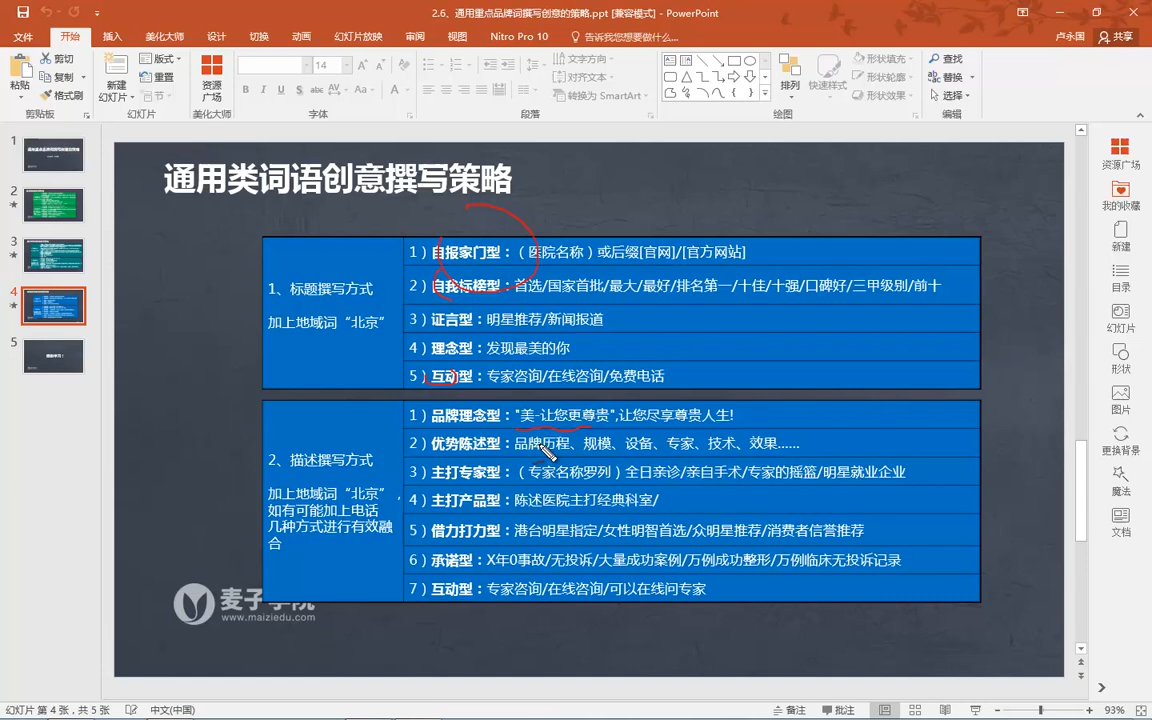 2.6、通用重点品牌词撰写创意的策略.ppt [兼容模式] - PowerPoint
文件 开始 插入 美化大师 设计 切换 动画 幻灯片放映 审阅 视图 Nitro Pro 10 告诉我您想要做什么... 卢永国 共享
粘贴 剪切 复制 格式刷 剪贴板
新建幻灯片 版式 重置 节 幻灯片
资源广场 美化大师
14 B I U S abc AV Aa A 字体
文字方向 对齐文本 转换为 SmartArt 段落
排列 快速样式 形状填充 形状轮廓 形状效果 绘图
查找 替换 选择 编辑
1
2
3
4
5
通用类词语创意撰写策略
1、标题撰写方式
加上地域词“北京”
1）自报家门型：（医院名称）或后缀[官网]/[官方网站]
2）自我标榜型：首选/国家首批/最大/最好/排名第一/十佳/十强/口碑好/三甲级别/前十
3）证言型：明星推荐/新闻报道
4）理念型：发现最美的你
5）互动型：专家咨询/在线咨询/免费电话
2、描述撰写方式
加上地域词“北京”，
如有可能加上电话
几种方式进行有效融
合
1）品牌理念型："美-让您更尊贵",让您尽享尊贵人生!
2）优势陈述型：品牌历程、规模、设备、专家、技术、效果……
3）主打专家型：（专家名称罗列）全日亲诊/亲自手术/专家的摇篮/明星就业企业
4）主打产品型：陈述医院主打经典科室/
5）借力打力型：港台明星指定/女性明智首选/众明星推荐/消费者信誉推荐
6）承诺型：X年0事故/无投诉/大量成功案例/万例成功整形/万例临床无投诉记录
7）互动型：专家咨询/在线咨询/可以在线问专家
麦子学院
www.maiziedu.com
资源广场
我的收藏
新建
目录
幻灯片
形状
图片
更换背景
魔法
文档
幻灯片 第 4 张，共 5 张 中文(中国) 备注 批注 93%